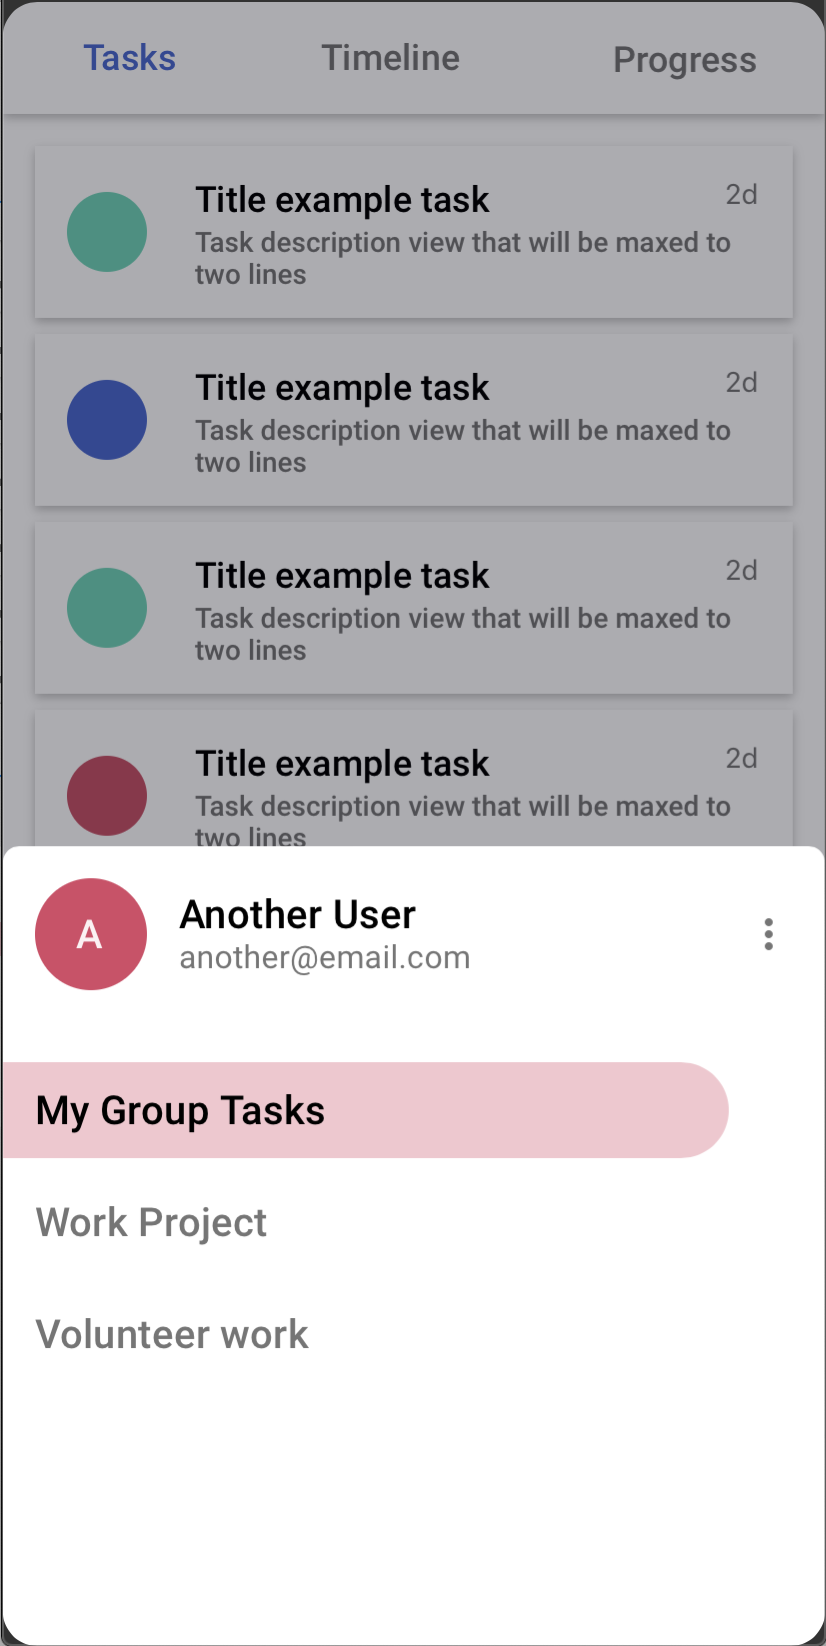 Tasks Timeline Progress
Title example task 2d
Task description view that will be maxed to
two lines
Title example task 2d
Task description view that will be maxed to
two lines
Title example task 2d
Task description view that will be maxed to
two lines
Title example task 2d
Task description view that will be maxed to
two lines
A
Another User
another@email.com
My Group Tasks
Work Project
Volunteer work